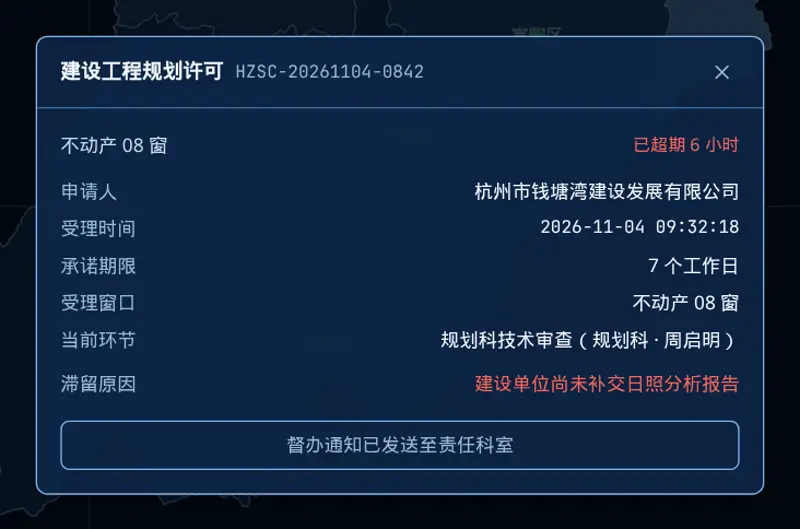 建设工程规划许可 HZSC-20261104-0842 ×
不动产 08 窗 已超期 6 小时
申请人 杭州市钱塘湾建设发展有限公司
受理时间 2026-11-04 09:32:18
承诺期限 7 个工作日
受理窗口 不动产 08 窗
当前环节 规划科技术审查（规划科·周启明）
滞留原因 建设单位尚未补交日照分析报告
督办通知已发送至责任科室